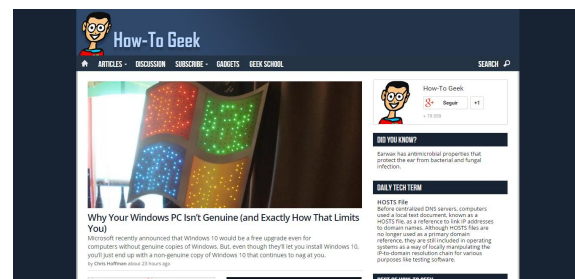 How-To Geek
ARTICLES DISCUSSION SUBSCRIBE GADGETS GEEK SCHOOL SEARCH
How-To Geek
8+ Seguir +1
DID YOU KNOW?
Earwax has antimicrobial properties that
protect the ear from bacterial and fungal
infection.
DAILY TECH TERM
HOSTS File
Before centralized DNS servers, computers
used a local text document, known as a
HOSTS file, as a reference to link IP addresses
to domain names. Although HOSTS files are
no longer used as a primary domain
reference, they are still included in operating
systems as a way of locally manipulating the
IP-to-domain resolution chain for various
purposes like testing software.
Why Your Windows PC Isn't Genuine (and Exactly How That Limits
You)
Microsoft recently announced that Windows 10 would be a free upgrade even for
computers without genuine copies of Windows. But, even though they'll let you install Windows 10,
you'll just end up with a non-genuine copy of Windows 10 that continues to nag at you.
by Chris Hoffman about 23 hours ago